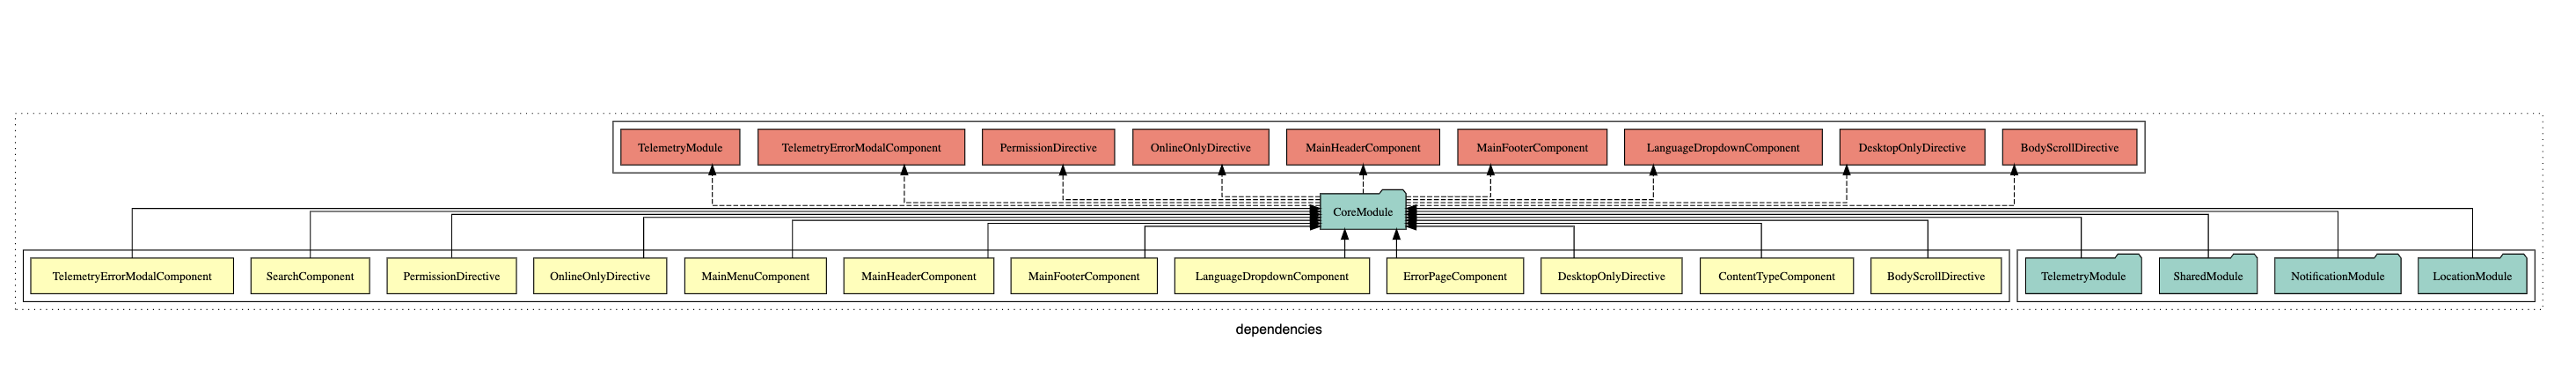 TelemetryModule
TelemetryErrorModalComponent
PermissionDirective
OnlineOnlyDirective
MainHeaderComponent
MainFooterComponent
LanguageDropdownComponent
DesktopOnlyDirective
BodyScrollDirective
CoreModule
TelemetryErrorModalComponent
SearchComponent
PermissionDirective
OnlineOnlyDirective
MainMenuComponent
MainHeaderComponent
MainFooterComponent
LanguageDropdownComponent
ErrorPageComponent
DesktopOnlyDirective
ContentTypeComponent
BodyScrollDirective
TelemetryModule
SharedModule
NotificationModule
LocationModule
dependencies